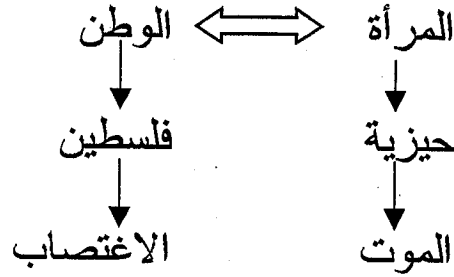 المرأة الوطن
حيزية فلسطين
الموت الاغتصاب